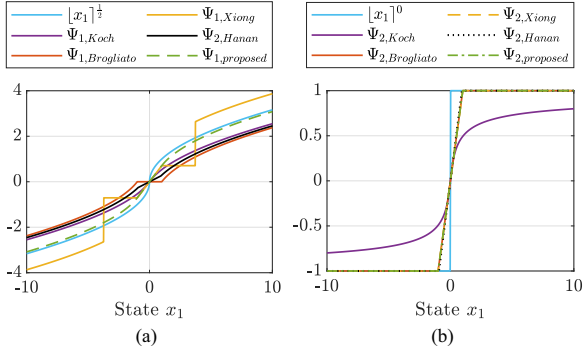 ⌊x₁⌉^{1/2} Ψ₁,Xiong
Ψ₁,Koch Ψ₂,Hanan
Ψ₁,Brogliato Ψ₁,proposed
4
2
0
-2
-4
-10 0 10
State x₁
(a)
⌊x₁⌉⁰ Ψ₂,Xiong
Ψ₂,Koch Ψ₂,Hanan
Ψ₂,Brogliato Ψ₂,proposed
1
0.5
0
-0.5
-1
-10 0 10
State x₁
(b)